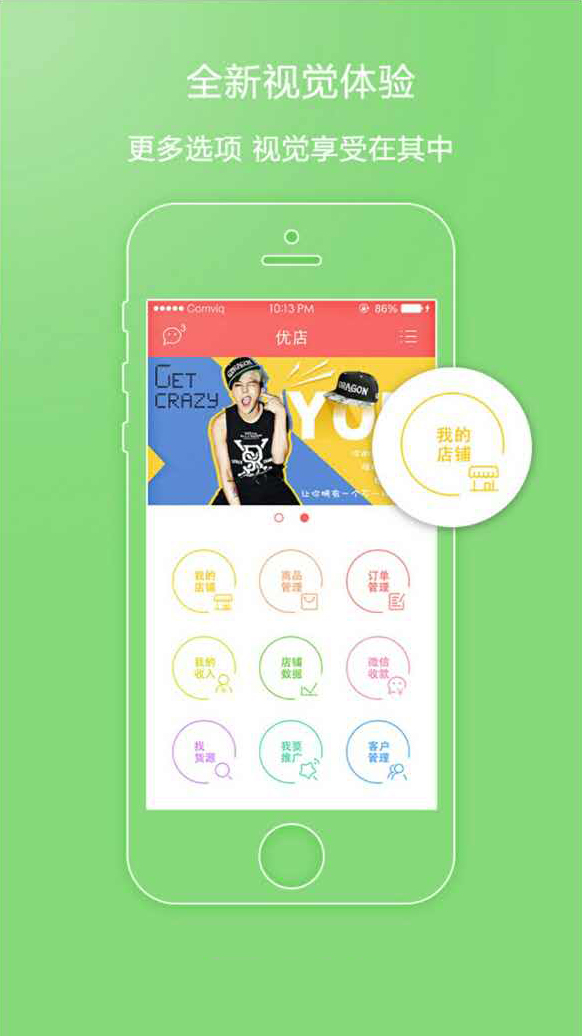 全新视觉体验
更多选项 视觉享受在其中
Comviq 10:13 PM 86%
3
优店
GET
CRAZY
DRAGON
YOU
让你拥有一个不一
我的
店铺
我的
店铺
商品
管理
订单
管理
我的
收入
店铺
数据
微信
收款
找
货源
我要
推广
客户
管理